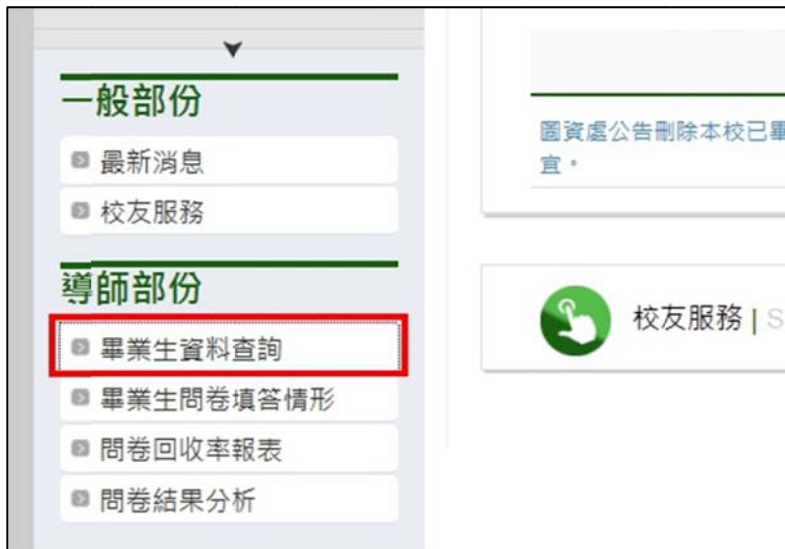 一般部份
最新消息
校友服務
導師部份
畢業生資料查詢
畢業生問卷填答情形
問卷回收率報表
問卷結果分析
圖資處公告刪除本校已畢
宜。
校友服務 | S